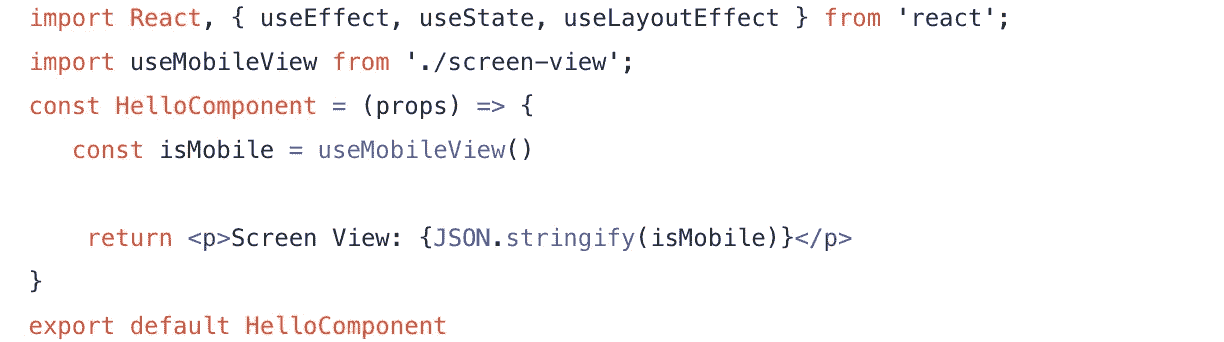 import React, { useEffect, useState, useLayoutEffect } from 'react';
import useMobileView from './screen-view';
const HelloComponent = (props) => {
   const isMobile = useMobileView()

    return <p>Screen View: {JSON.stringify(isMobile)}</p>
}
export default HelloComponent